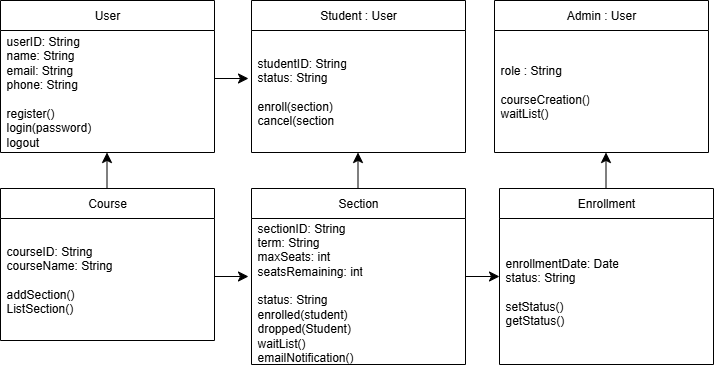 User
userID: String
name: String
email: String
phone: String
register()
login(password)
logout
Student : User
studentID: String
status: String
enroll(section)
cancel(section
Admin : User
role : String
courseCreation()
waitList()
Course
courseID: String
courseName: String
addSection()
ListSection()
Section
sectionID: String
term: String
maxSeats: int
seatsRemaining: int
status: String
enrolled(student)
dropped(Student)
waitList()
emailNotification()
Enrollment
enrollmentDate: Date
status: String
setStatus()
getStatus()